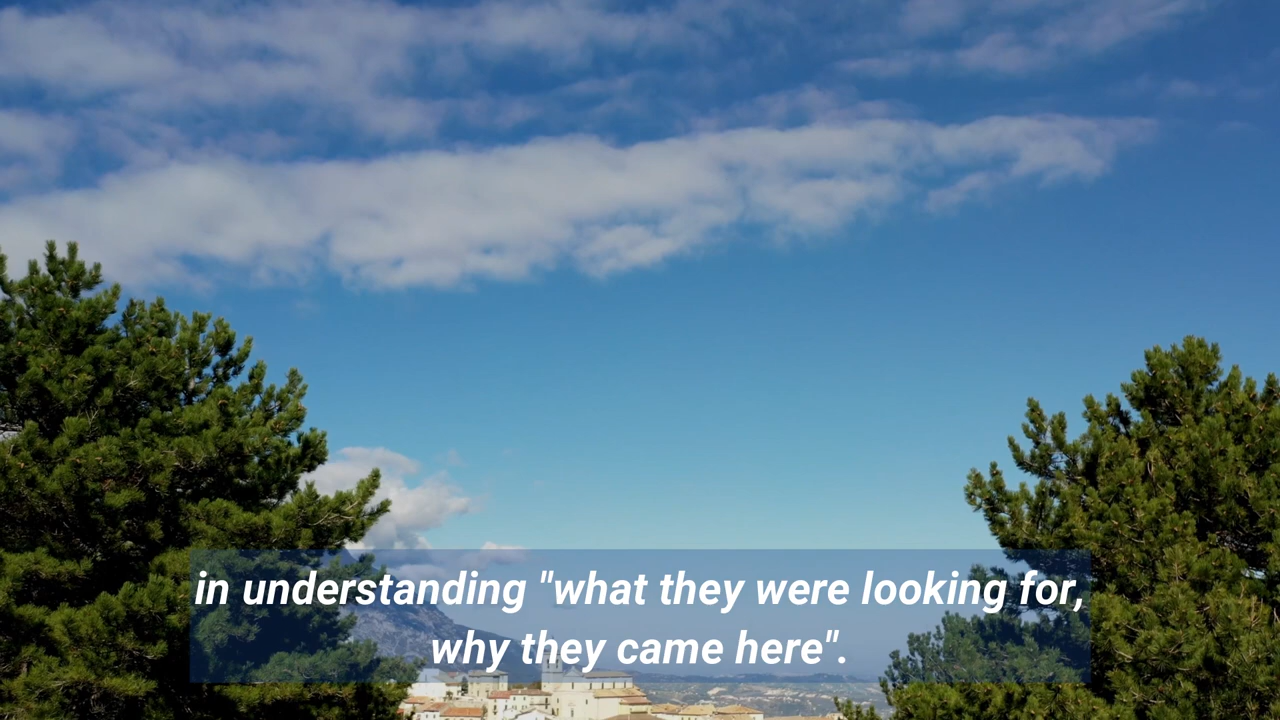 in understanding "what they were looking for,
why they came here".